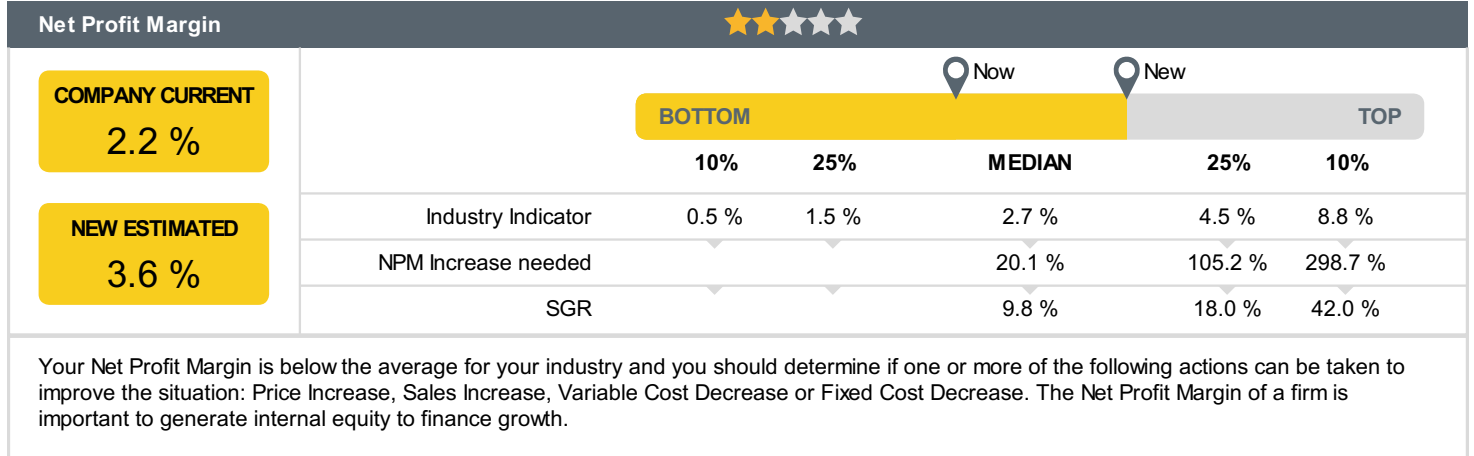 Net Profit Margin
COMPANY CURRENT
2.2 %
NEW ESTIMATED
3.6 %
Now New
BOTTOM TOP
10% 25% MEDIAN 25% 10%
Industry Indicator 0.5 % 1.5 % 2.7 % 4.5 % 8.8 %
NPM Increase needed 20.1 % 105.2 % 298.7 %
SGR 9.8 % 18.0 % 42.0 %
Your Net Profit Margin is below the average for your industry and you should determine if one or more of the following actions can be taken to
improve the situation: Price Increase, Sales Increase, Variable Cost Decrease or Fixed Cost Decrease. The Net Profit Margin of a firm is
important to generate internal equity to finance growth.